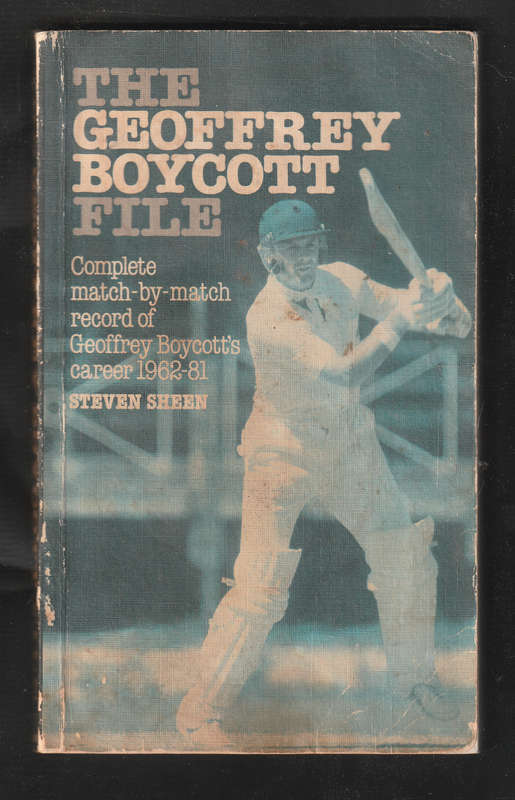 THE
GEOFFREY
BOYCOTT
FILE
Complete
match-by-match
record of
Geoffrey Boycott's
career 1962-81
STEVEN SHEEN